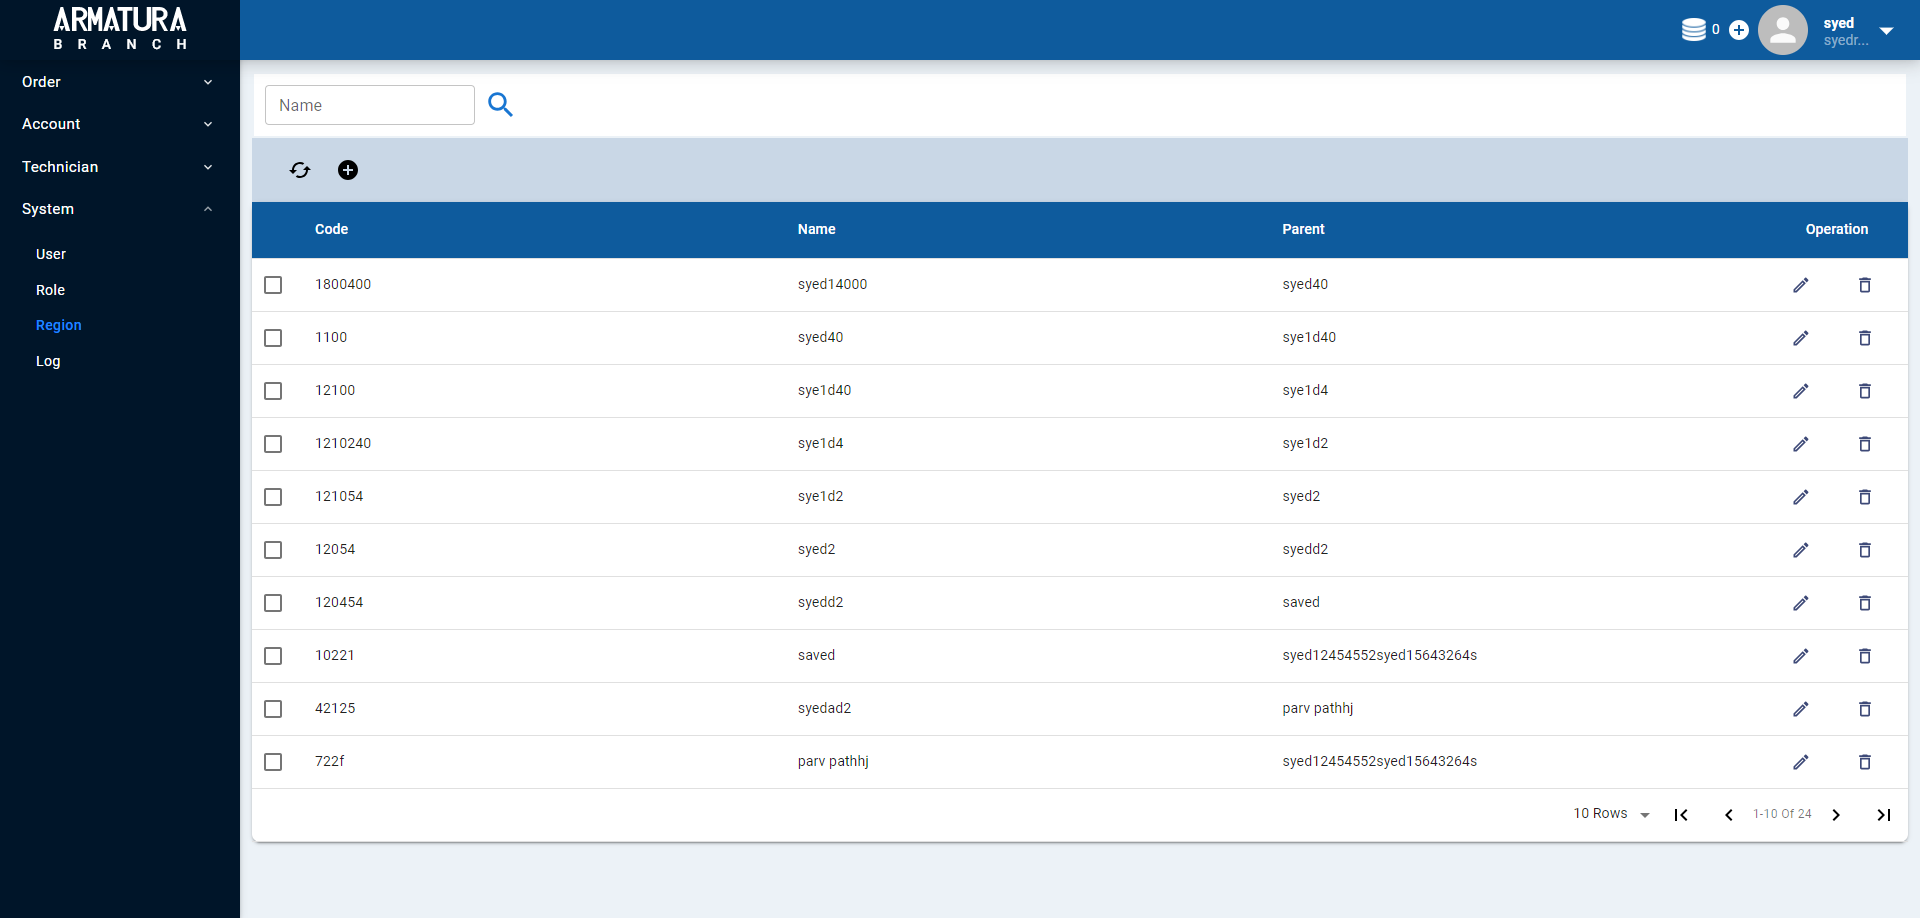 ARMATURA
BRANCH
0
syed
syedr...
Order
Account
Technician
System
User
Role
Region
Log
Name
Code Name Parent Operation
1800400 syed14000 syed40
1100 syed40 sye1d40
12100 sye1d40 sye1d4
1210240 sye1d4 sye1d2
121054 sye1d2 syed2
12054 syed2 syedd2
120454 syedd2 saved
10221 saved syed12454552syed15643264s
42125 syedad2 parv pathhj
722f parv pathhj syed12454552syed15643264s
10 Rows 1-10 Of 24